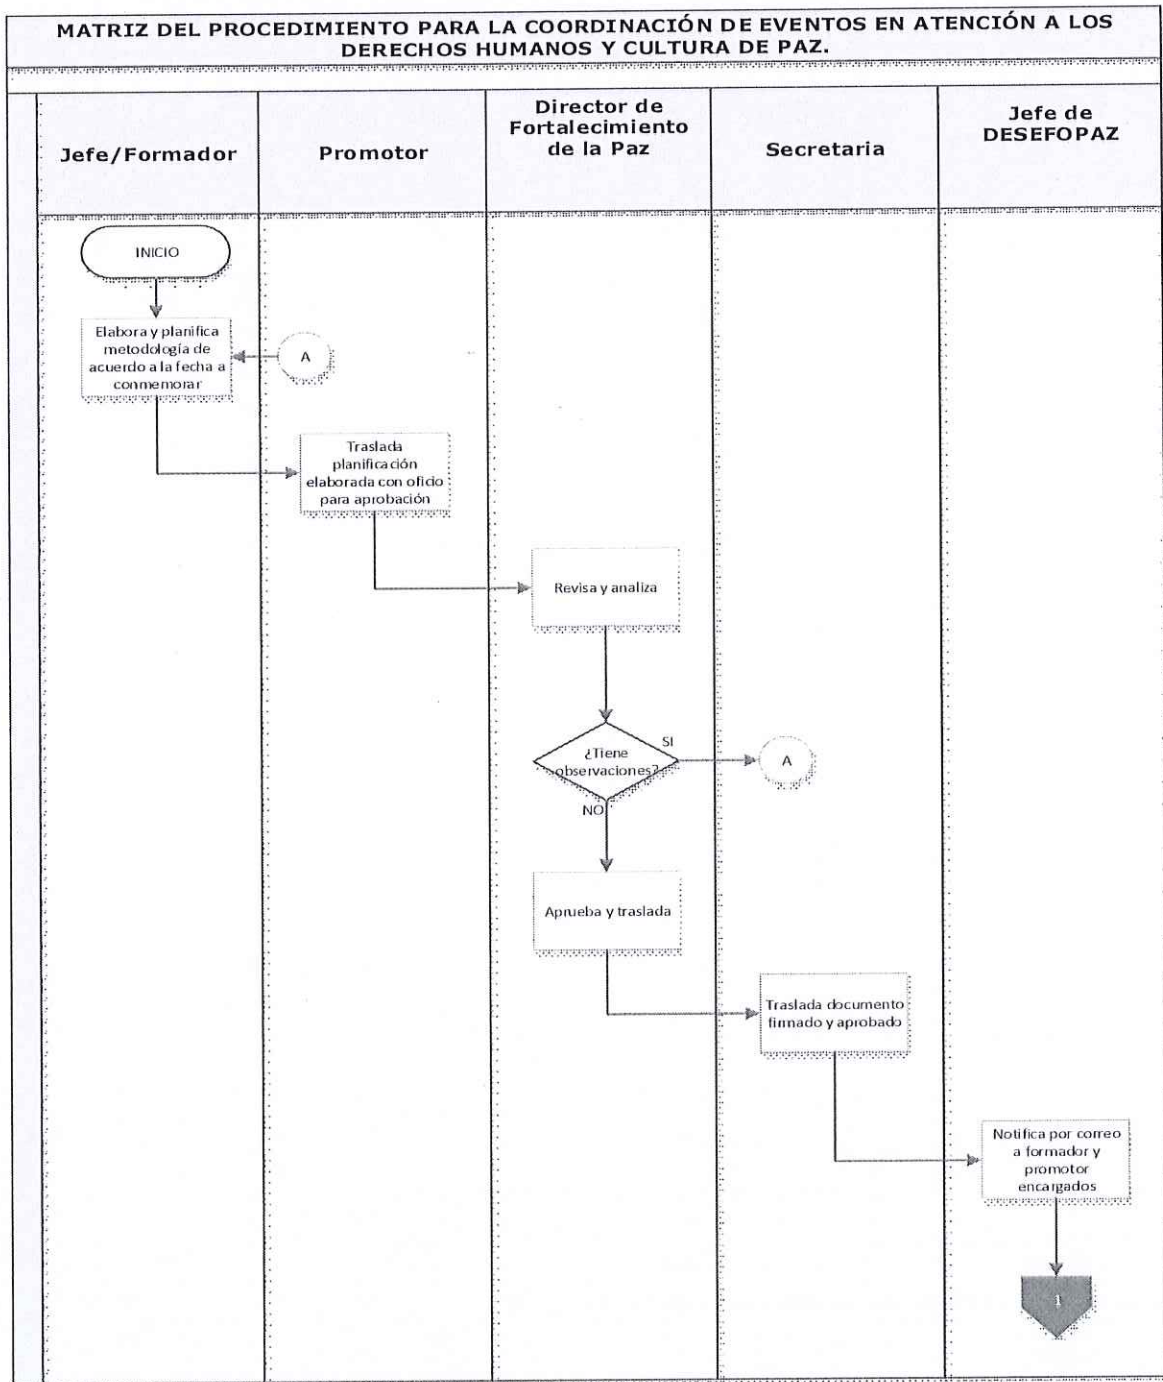 MATRIZ DEL PROCEDIMIENTO PARA LA COORDINACIÓN DE EVENTOS EN ATENCIÓN A LOS
DERECHOS HUMANOS Y CULTURA DE PAZ.
Jefe/Formador
Promotor
Director de
Fortalecimiento
de la Paz
Secretaria
Jefe de
DESEFOPAZ
INICIO
Elabora y planifica
metodología de
acuerdo a la fecha a
conmemorar
A
Traslada
planificación
elaborada con oficio
para aprobación
Revisa y analiza
¿Tiene
observaciones?
SI
A
NO
Aprueba y traslada
Traslada documento
firmado y aprobado
Notifica por correo
a formador y
promotor
encargados
1